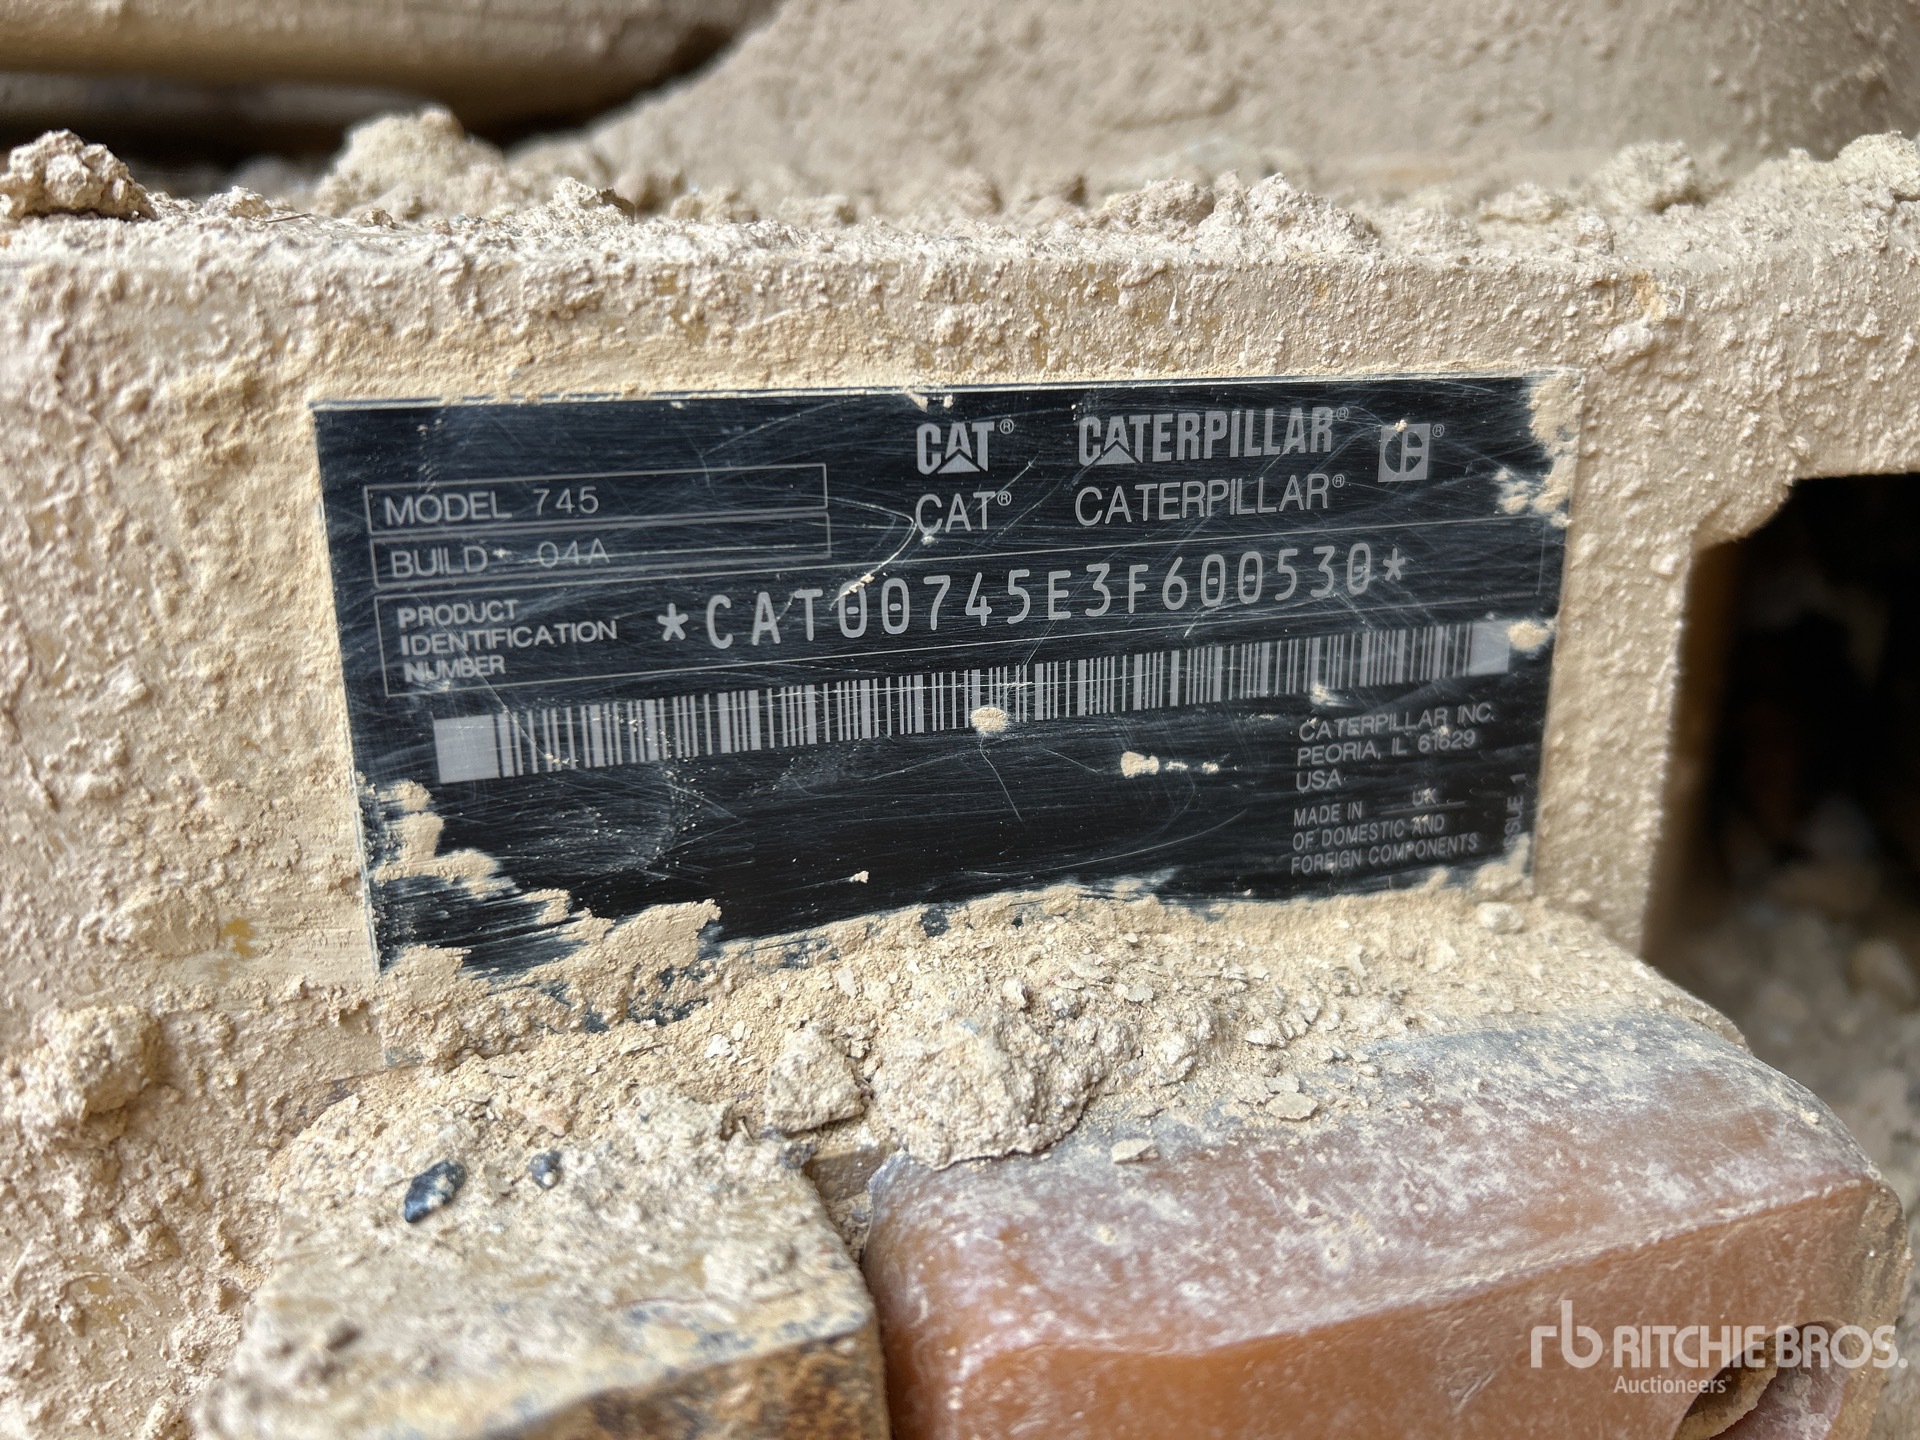 CAT® CATERPILLAR® C®
CAT® CATERPILLAR®
MODEL 745
BUILD 04A
PRODUCT
IDENTIFICATION
NUMBER
*CAT00745E3F600530*
CATERPILLAR INC.
PEORIA, IL 61629
USA
MADE IN UK
OF DOMESTIC AND
FOREIGN COMPONENTS
ISSUE 1
rb RITCHIE BROS.
Auctioneers